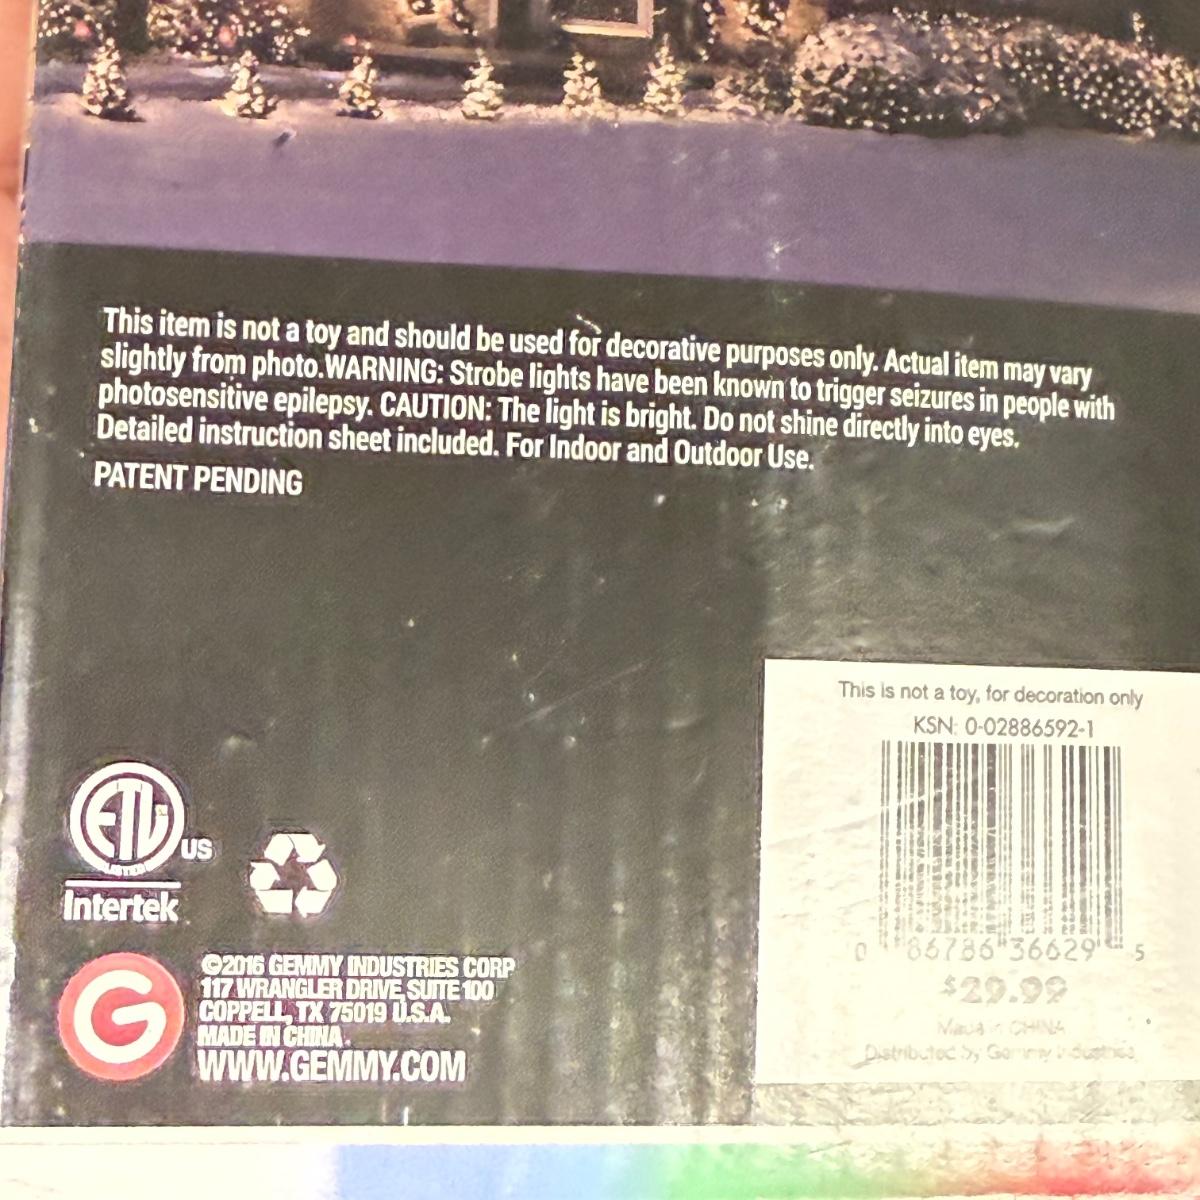 This item is not a toy and should be used for decorative purposes only. Actual item may vary
slightly from photo.WARNING: Strobe lights have been known to trigger seizures in people with
photosensitive epilepsy. CAUTION: The light is bright. Do not shine directly into eyes.
Detailed instruction sheet included. For Indoor and Outdoor Use.
PATENT PENDING
This is not a toy, for decoration only
KSN: 0-02886592-1
0 86786 36629 5
$29.99
Made in CHINA
Distributed by Gemmy Industries
ETL
LISTED
US
Intertek
G
©2016 GEMMY INDUSTRIES CORP
117 WRANGLER DRIVE, SUITE 100
COPPELL, TX 75019 U.S.A.
MADE IN CHINA.
WWW.GEMMY.COM